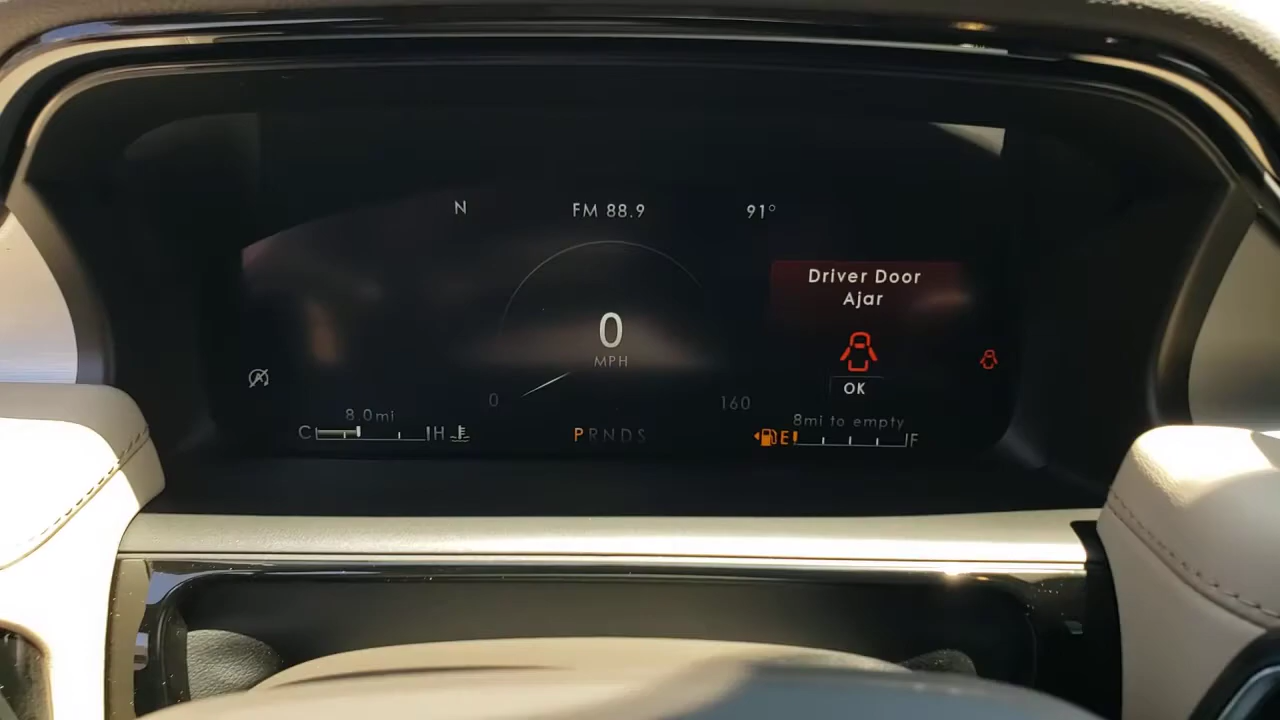 N FM 88.9 91°
Driver Door
Ajar
0
MPH
OK
0 160
8.0mi 8mi to empty
C H PRNDS E F